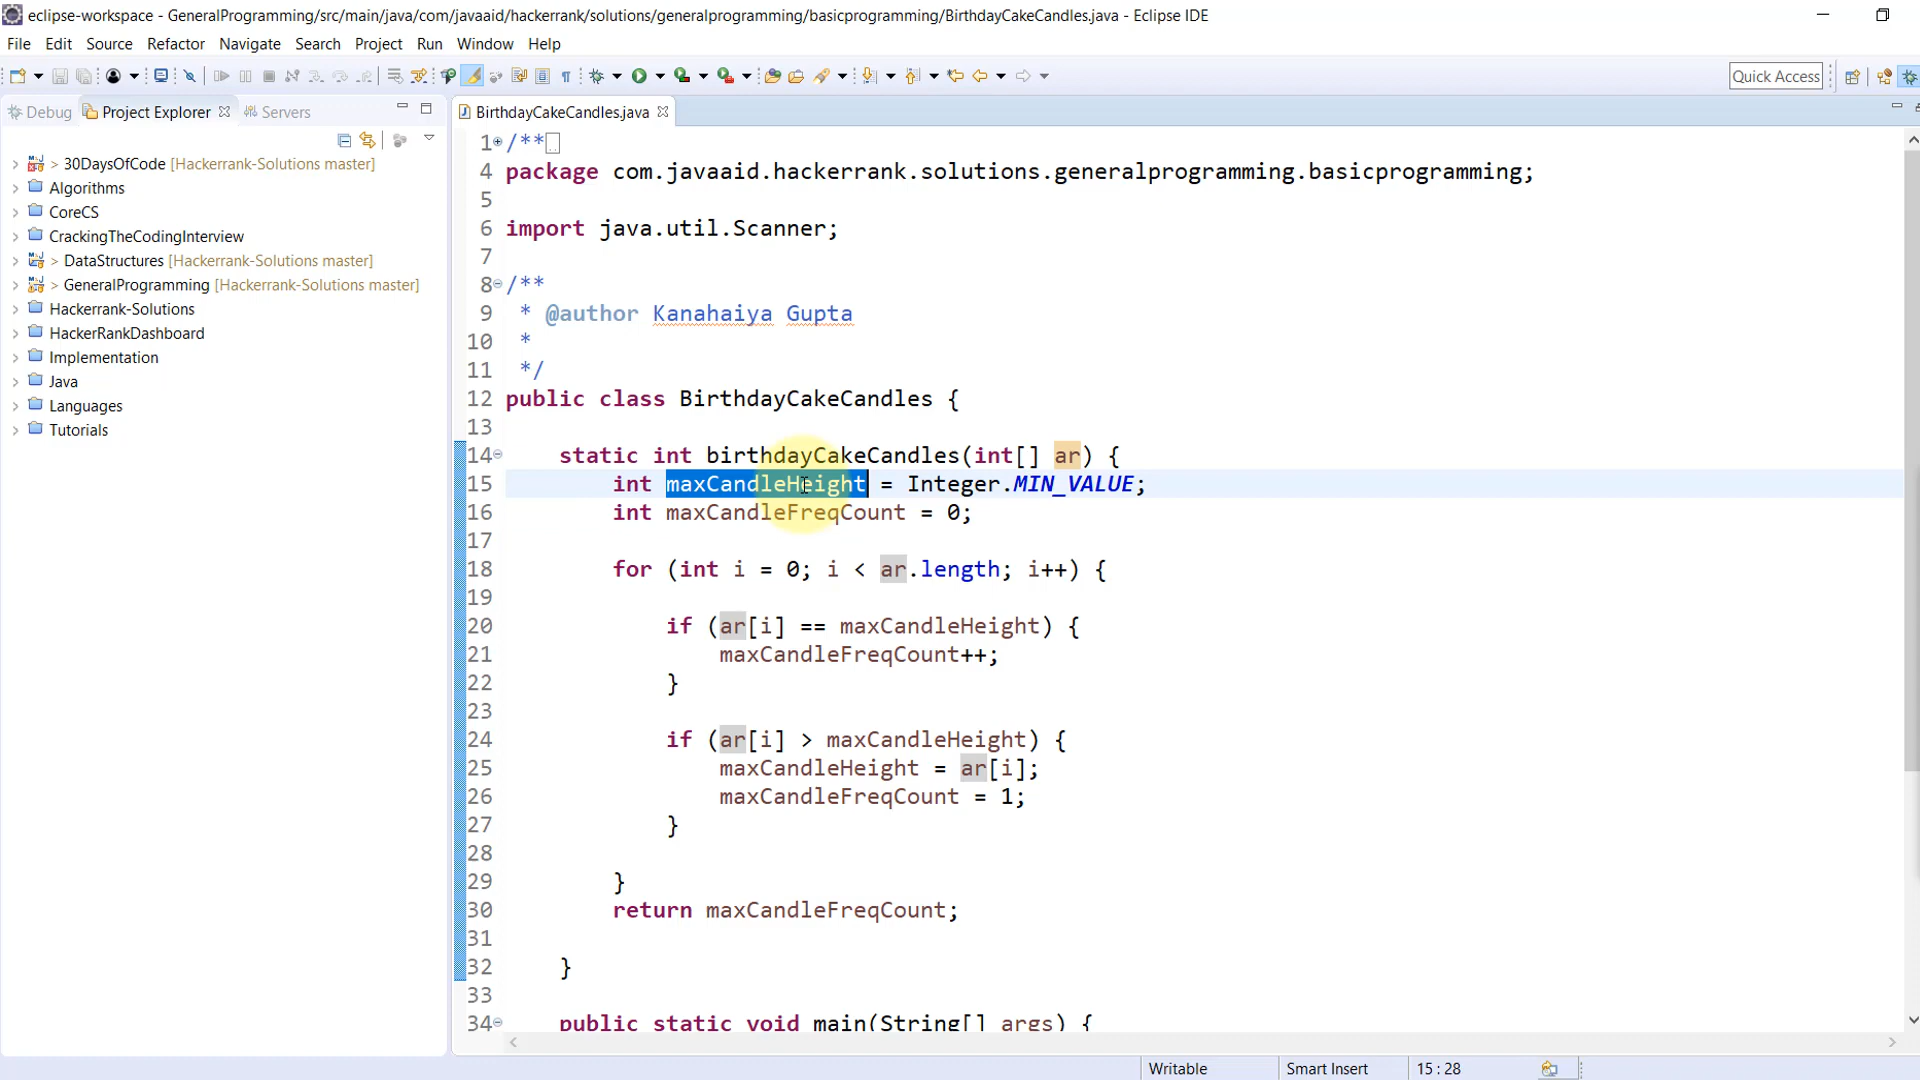 eclipse-workspace - GeneralProgramming/src/main/java/com/javaaid/hackerrank/solutions/generalprogramming/basicprogramming/BirthdayCakeCandles.java - Eclipse IDE
File Edit Source Refactor Navigate Search Project Run Window Help
Quick Access
Debug Project Explorer Servers
BirthdayCakeCandles.java
> 30DaysOfCode [Hackerrank-Solutions master]
Algorithms
CoreCS
CrackingTheCodingInterview
> DataStructures [Hackerrank-Solutions master]
> GeneralProgramming [Hackerrank-Solutions master]
Hackerrank-Solutions
HackerRankDashboard
Implementation
Java
Languages
Tutorials
1 /**
4 package com.javaaid.hackerrank.solutions.generalprogramming.basicprogramming;
5
6 import java.util.Scanner;
7
8 /**
9 * @author Kanahaiya Gupta
10 *
11 */
12 public class BirthdayCakeCandles {
13
14 static int birthdayCakeCandles(int[] ar) {
15 int maxCandleHeight = Integer.MIN_VALUE;
16 int maxCandleFreqCount = 0;
17
18 for (int i = 0; i < ar.length; i++) {
19
20 if (ar[i] == maxCandleHeight) {
21 maxCandleFreqCount++;
22 }
23
24 if (ar[i] > maxCandleHeight) {
25 maxCandleHeight = ar[i];
26 maxCandleFreqCount = 1;
27 }
28
29 }
30 return maxCandleFreqCount;
31
32 }
33
34 public static void main(String[] args) {
Writable Smart Insert 15 : 28